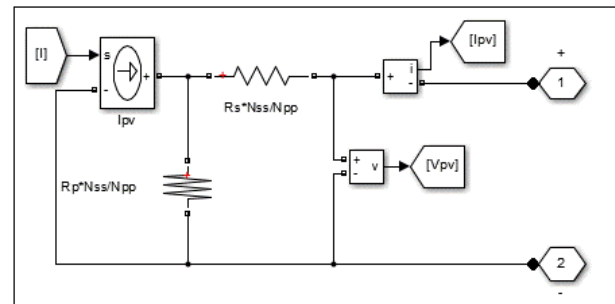 [I]
s
-
+
Ipv
Rs*Nss/Npp
Rp*Nss/Npp
+
i
-
[Ipv]
+
1
+
-
v
[Vpv]
2
-